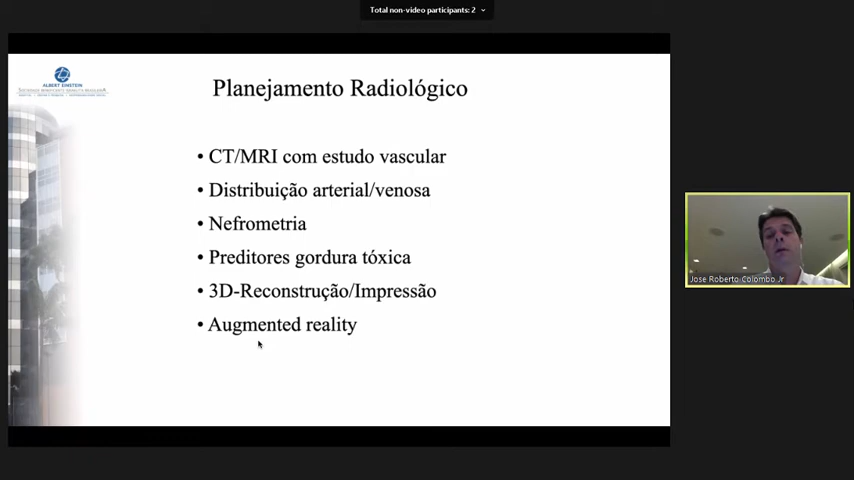 Total non-video participants: 2
ALBERT EINSTEIN
Planejamento Radiológico
• CT/MRI com estudo vascular
• Distribuição arterial/venosa
• Nefrometria
• Preditores gordura tóxica
• 3D-Reconstrução/Impressão
• Augmented reality
Jose Roberto Colombo Jr